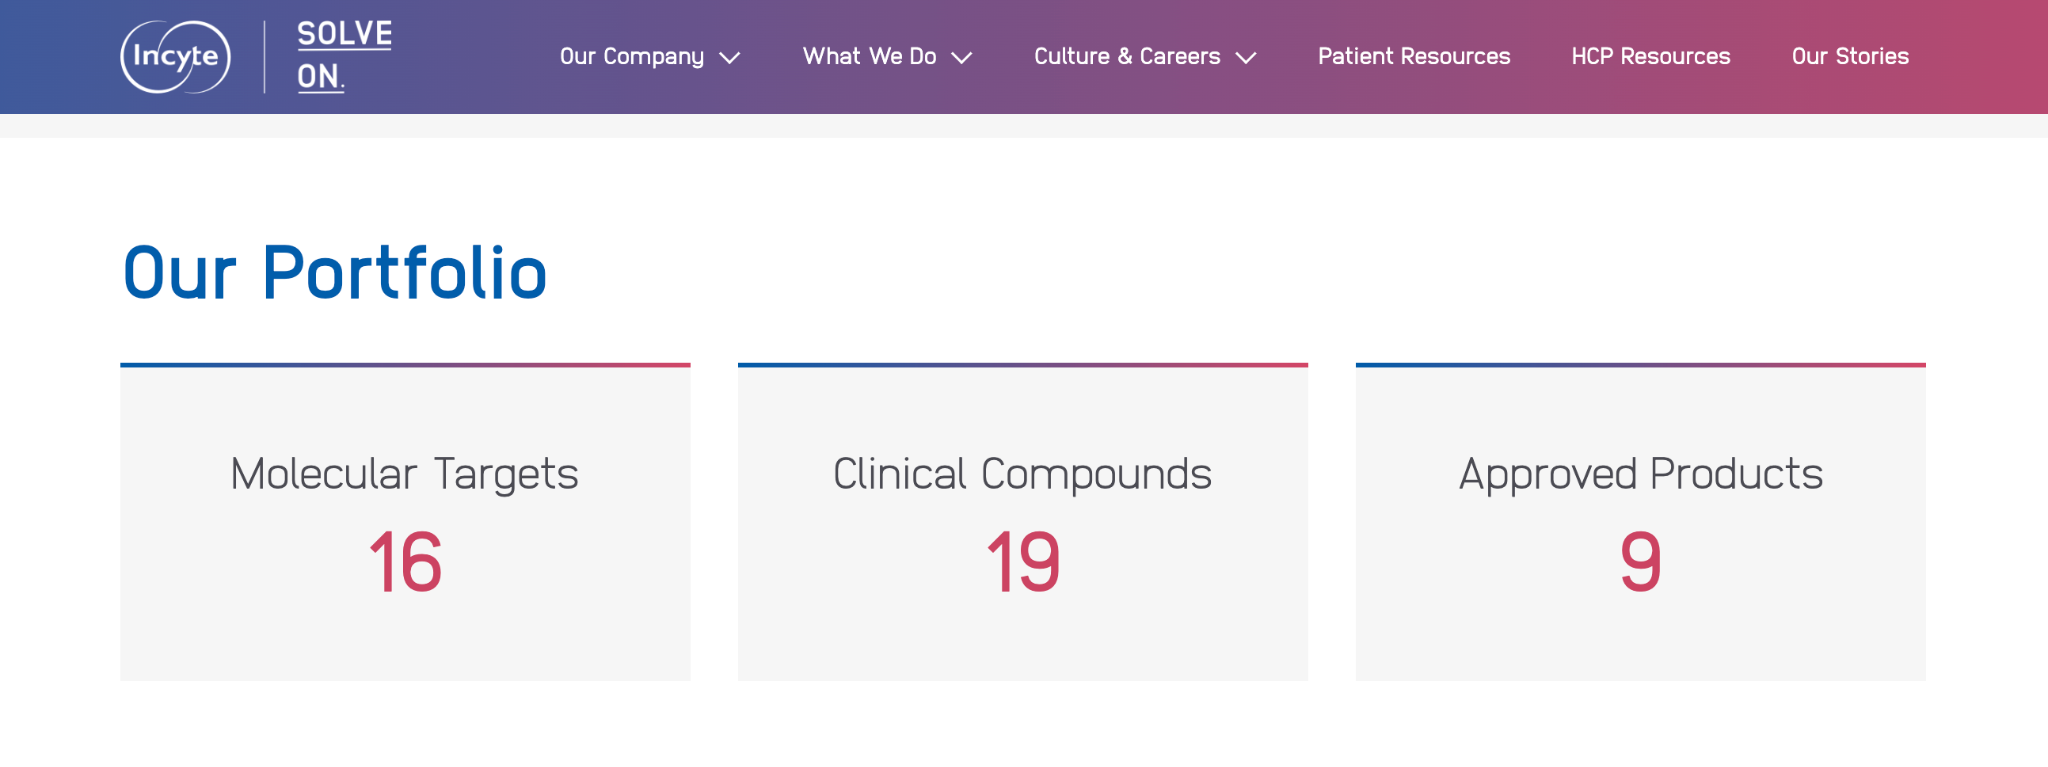 Incyte
SOLVE
ON.
Our Company
What We Do
Culture & Careers
Patient Resources
HCP Resources
Our Stories
Our Portfolio
Molecular Targets
16
Clinical Compounds
19
Approved Products
9